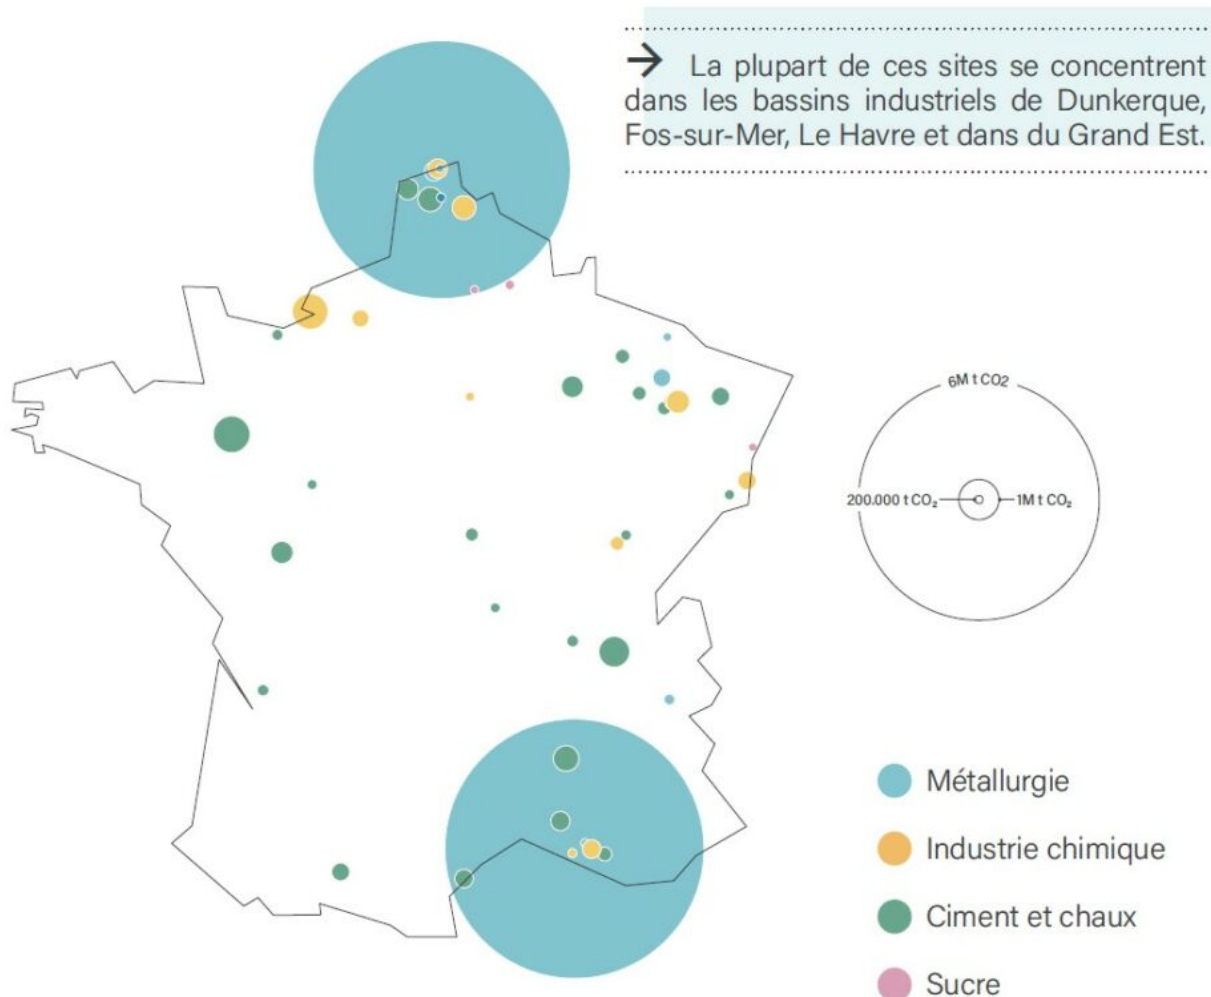 → La plupart de ces sites se concentrent
dans les bassins industriels de Dunkerque,
Fos-sur-Mer, Le Havre et dans du Grand Est.
6M t CO2
200.000 t CO₂
1M t CO₂
Métallurgie
Industrie chimique
Ciment et chaux
Sucre